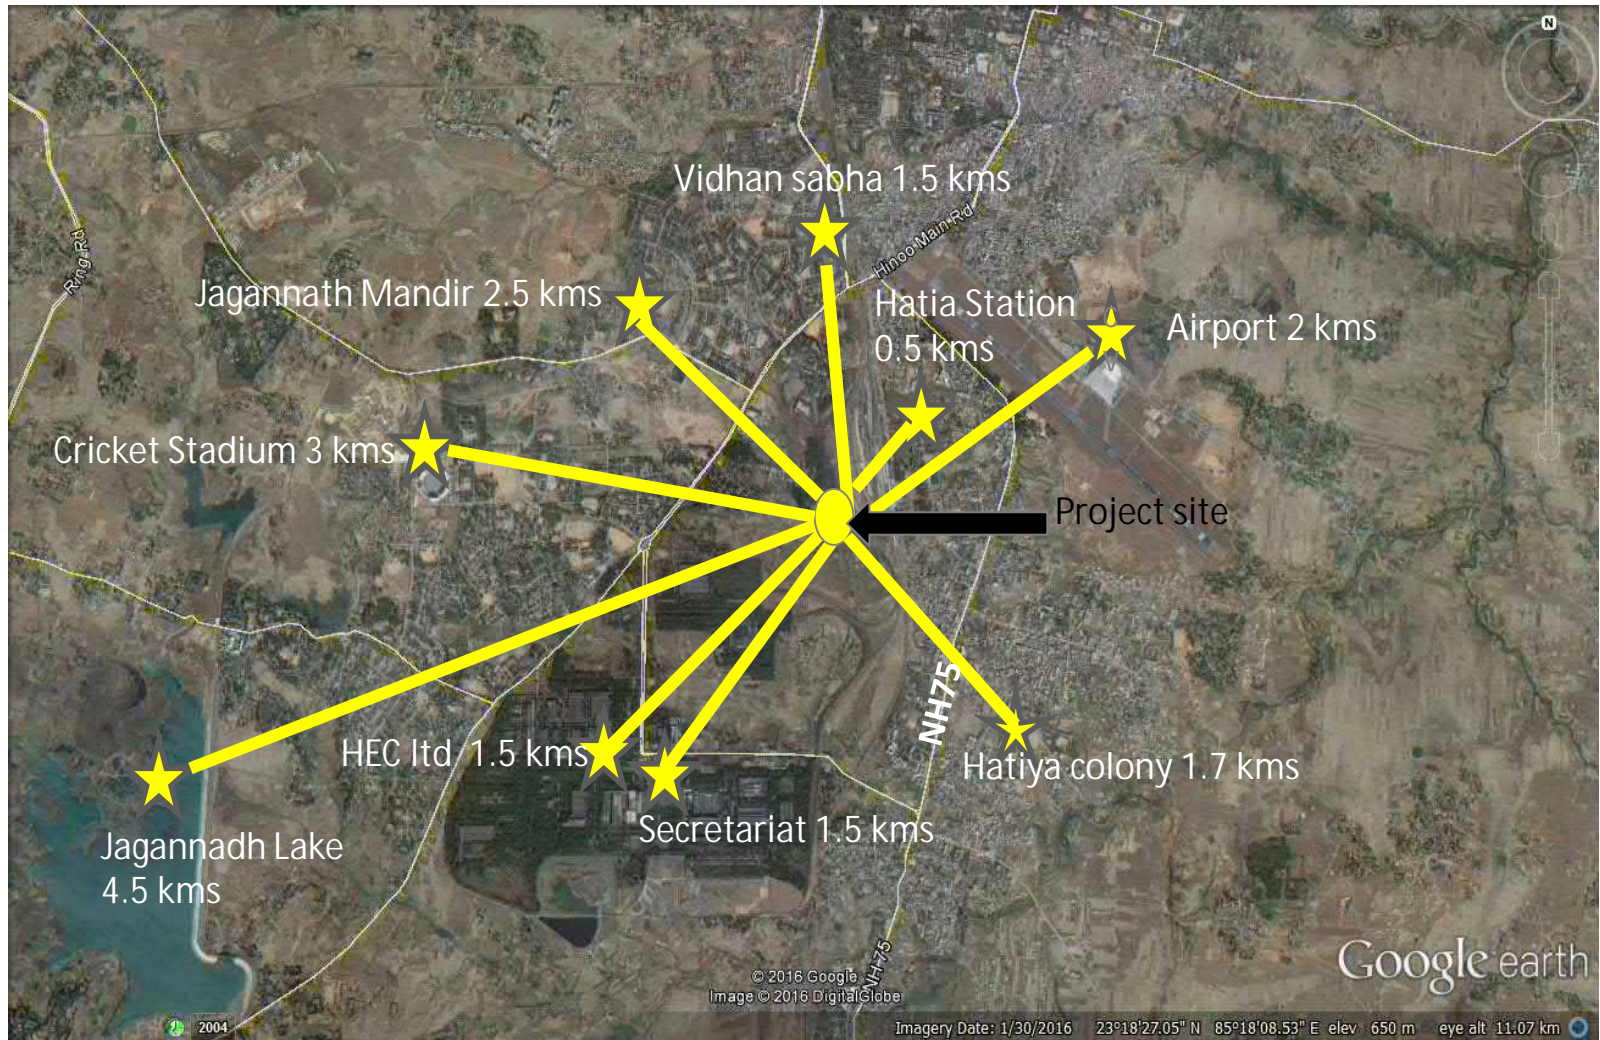 N
Vidhan sabha 1.5 kms
Hinoo Main Rd
Ring Rd
Jagannath Mandir 2.5 kms
Hatia Station
0.5 kms
Airport 2 kms
Cricket Stadium 3 kms
Project site
NH75
HEC ltd. 1.5 kms
Hatiya colony 1.7 kms
Secretariat 1.5 kms
Jagannadh Lake
4.5 kms
NH-75
Google earth
© 2016 Google
Image © 2016 DigitalGlobe
2004
Imagery Date: 1/30/2016 23°18'27.05" N 85°18'08.53" E elev 650 m eye alt 11.07 km